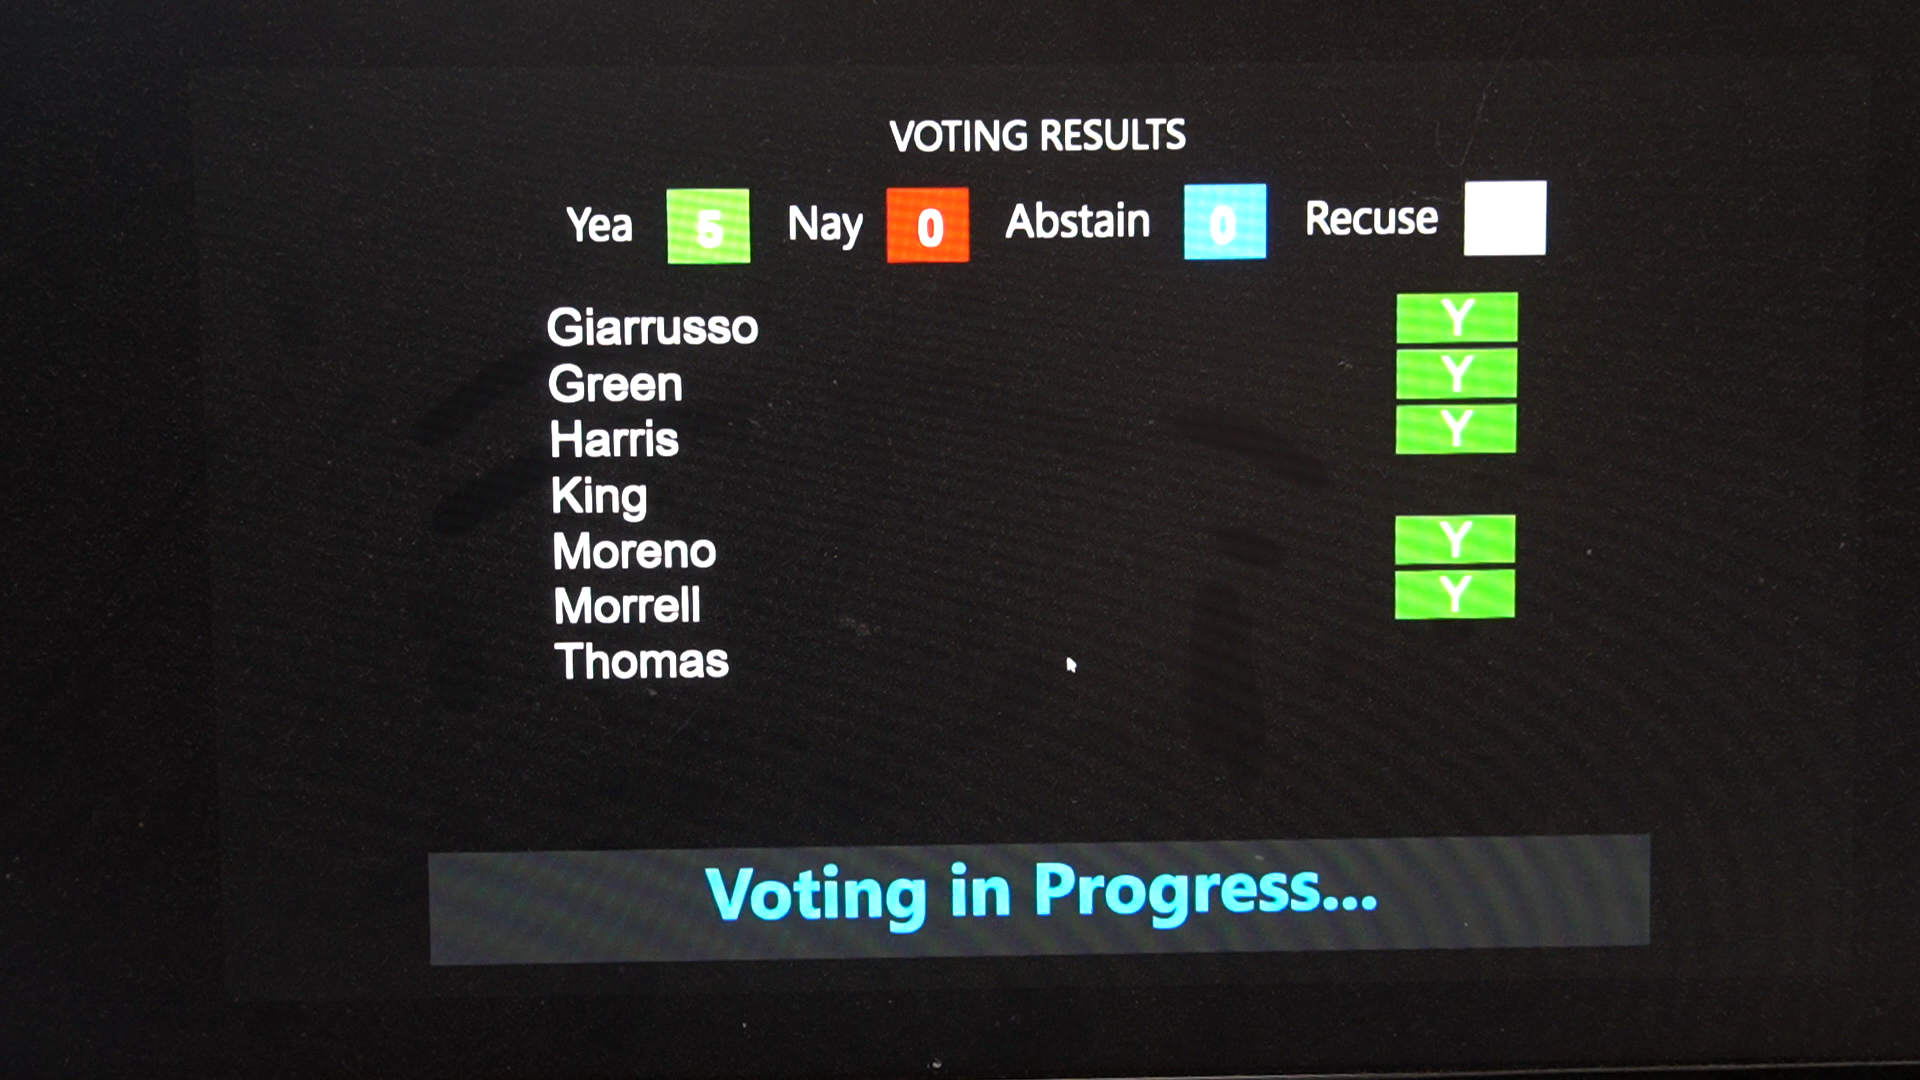 VOTING RESULTS
Yea 5 Nay 0 Abstain 0 Recuse
Giarrusso Y
Green Y
Harris Y
King
Moreno Y
Morrell Y
Thomas
Voting in Progress...